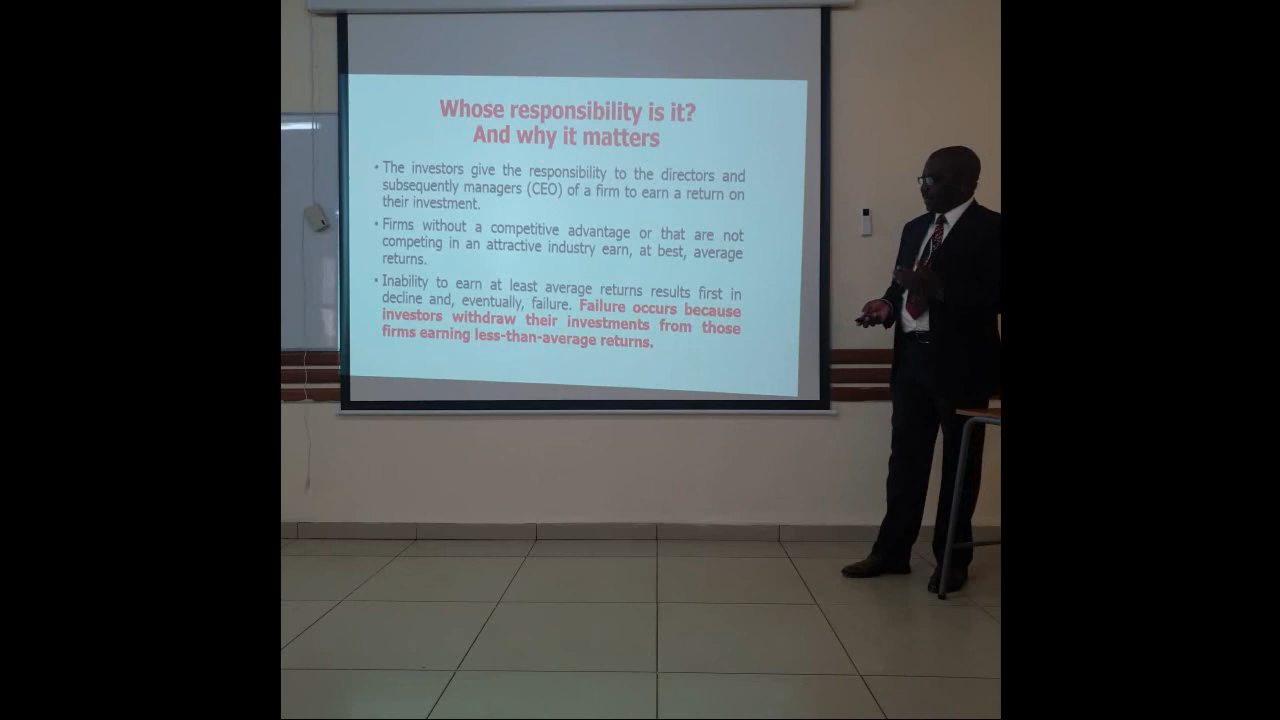 Whose responsibility is it?
And why it matters
• The investors give the responsibility to the directors and
subsequently managers (CEO) of a firm to earn a return on
their investment.
• Firms without a competitive advantage or that are not
competing in an attractive industry earn, at best, average
returns.
• Inability to earn at least average returns results first in
decline and, eventually, failure. Failure occurs because
investors withdraw their investments from those
firms earning less-than-average returns.